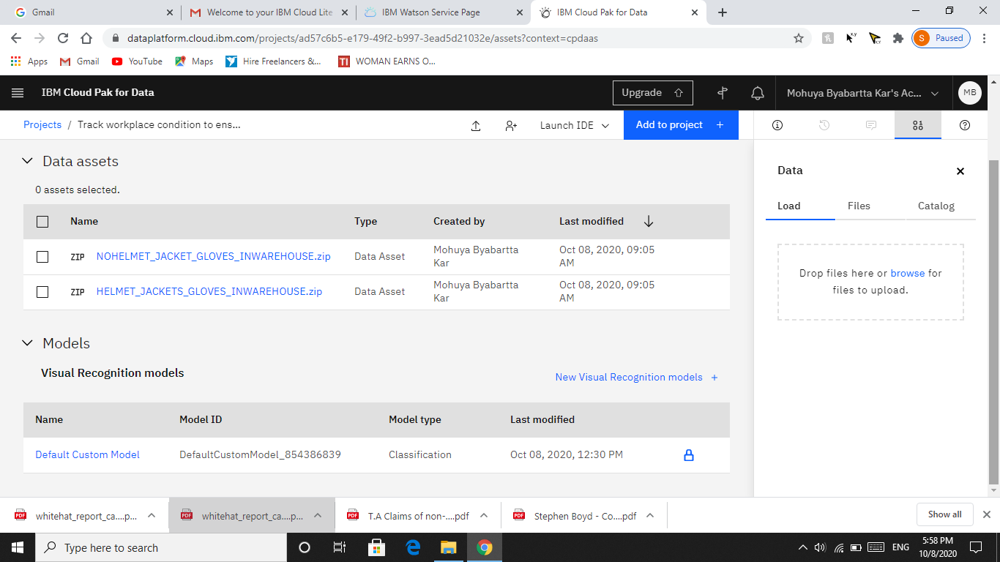 Gmail
Welcome to your IBM Cloud Lite
IBM Watson Service Page
IBM Cloud Pak for Data
dataplatform.cloud.ibm.com/projects/ad57c6b5-e179-49f2-b997-3ead5d21032e/assets?context=cpdaas
S Paused
Apps
Gmail
YouTube
Maps
Hire Freelancers &...
TI WOMAN EARNS O...
IBM Cloud Pak for Data
Upgrade
Mohuya Byabartta Kar's Ac...
MB
Projects / Track workplace condition to ens...
Launch IDE
Add to project +
Data assets
0 assets selected.
Name Type Created by Last modified
ZIP NOHELMET_JACKET_GLOVES_INWAREHOUSE.zip Data Asset Mohuya Byabartta Oct 08, 2020, 09:05
Kar AM
ZIP HELMET_JACKETS_GLOVES_INWAREHOUSE.zip Data Asset Mohuya Byabartta Oct 08, 2020, 09:05
Kar AM
Models
Visual Recognition models
New Visual Recognition models +
Name Model ID Model type Last modified
Default Custom Model DefaultCustomModel_854386839 Classification Oct 08, 2020, 12:30 PM
Data
Load Files Catalog
Drop files here or browse for
files to upload.
PDF whitehat_report_ca....p...
PDF whitehat_report_ca....p...
PDF T.A Claims of non-....pdf
PDF Stephen Boyd - Co....pdf
Show all
Type here to search
ENG
5:58 PM
10/8/2020